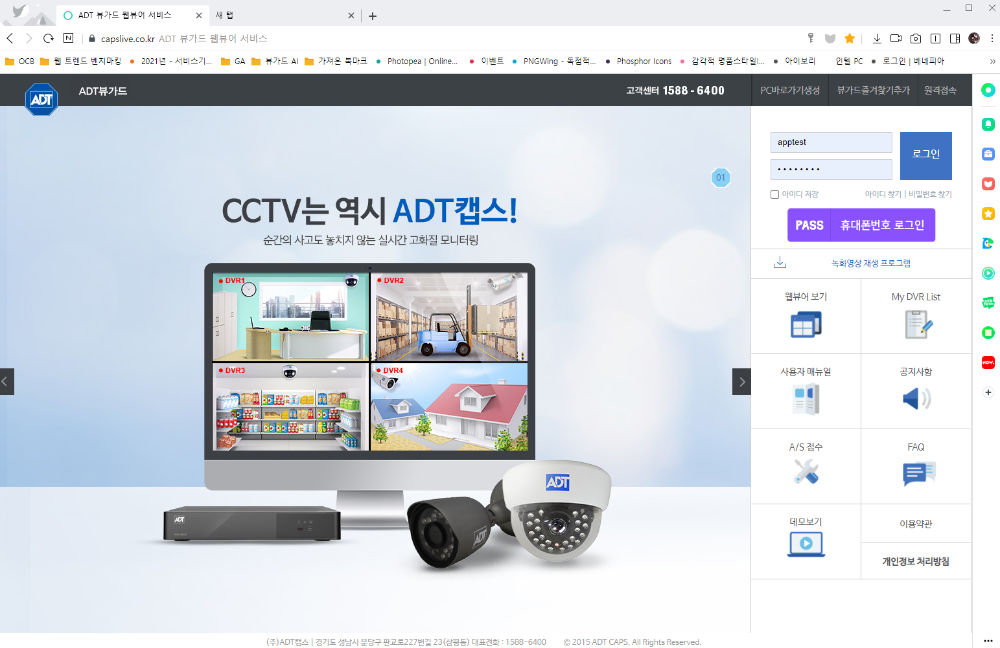 ADT 뷰가드 웹뷰어 서비스
새 탭
N
capslive.co.kr ADT 뷰가드 웹뷰어 서비스
OCB
웹 트렌드 벤치마킹
2021년 - 서비스기...
GA
뷰가드 AI
가져온 북마크
Photopea | Online...
이벤트
PNGWing - 독점적...
Phosphor Icons
감각적 명품스타일!...
아이보리
인텔 PC
로그인 | 베네피아
ADT
ADT뷰가드
고객센터 1588 - 6400
PC바로가기생성
뷰가드즐겨찾기추가
원격접속
apptest
로그인
아이디 저장
아이디 찾기 | 비밀번호 찾기
PASS 휴대폰번호 로그인
01
CCTV는 역시 ADT캡스!
순간의 사고도 놓치지 않는 실시간 고화질 모니터링
DVR1
DVR2
DVR3
DVR4
ADT
ADT
ADT
녹화영상 재생 프로그램
웹뷰어 보기
My DVR List
사용자 매뉴얼
공지사항
A/S 접수
FAQ
데모보기
이용약관
개인정보 처리방침
WEB
TOON
NOW.
(주)ADT캡스 | 경기도 성남시 분당구 판교로227번길 23(삼평동) 대표전화 : 1588-6400
© 2015 ADT CAPS. All Rights Reserved.